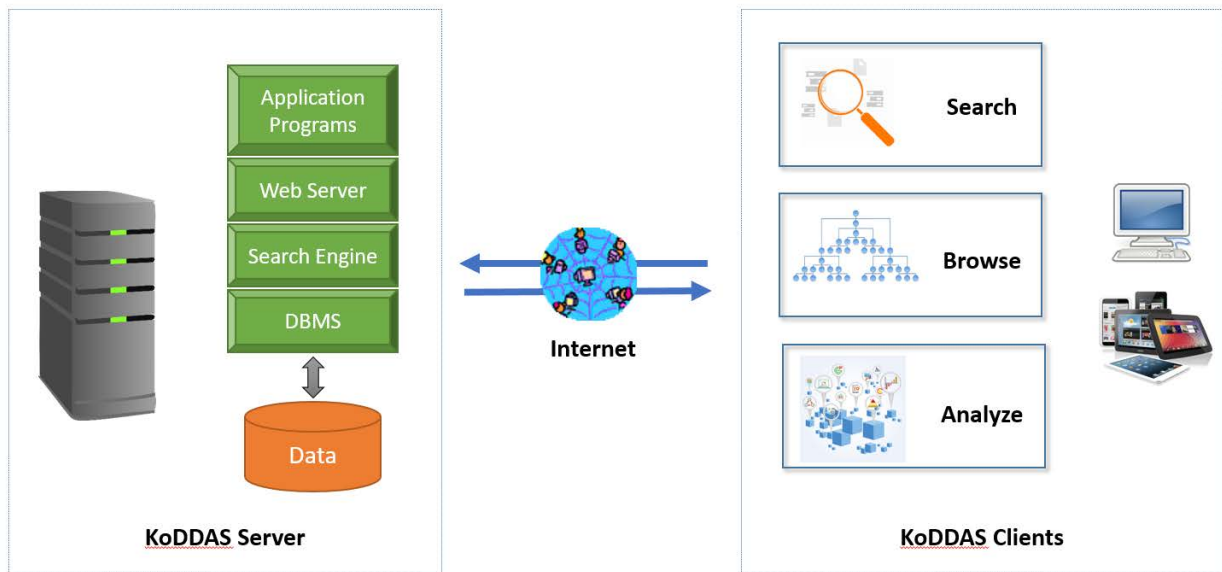 Application
Programs
Web Server
Search Engine
DBMS
Data
KoDDAS Server
Internet
Search
Browse
Analyze
KoDDAS Clients